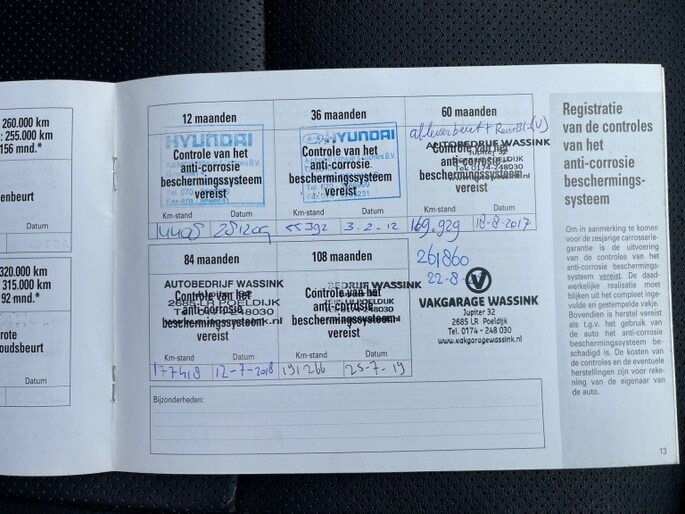 260.000 km
: 255.000 km
156 mnd.*
enbeurt
Datum
320.000 km
315.000 km
92 mnd.*
rote
oudsbeurt
Datum
12 maanden
HYUNDAI
Controle van het
anti-corrosie
beschermingssysteem
vereist
Km-stand Datum
36 maanden
HYUNDAI
Controle van het
anti-corrosie
beschermingssysteem
vereist
Km-stand Datum
55392 3-2-12
60 maanden
afleverbeurt +
AUTOBEDRIJF WASSINK
Controle van het
anti-corrosie
beschermingssysteem
vereist
Km-stand Datum
169.929 18-8-2017
84 maanden
AUTOBEDRIJF WASSINK
Controle van het
2685 LR POELDIJK
anti-corrosie
beschermingssysteem
vereist
Km-stand Datum
177418 12-7-2018
108 maanden
BEDRIJF WASSINK
Controle van het
anti-corrosie
beschermingssysteem
vereist
Km-stand Datum
191266 25-7-19
261860
22-8-
VAKGARAGE WASSINK
Jupiter 32
2685 LR Poeldijk
Tel. 0174 - 248 030
www.vakgaragewassink.nl
Bijzonderheden:
Registratie
van de controles
van het
anti-corrosie
beschermings-
systeem
Om in aanmerking te komen
voor de zesjarige carrosserie-
garantie is de uitvoering
van de controles van het
anti-corrosie beschermings-
systeem vereist. De daad-
werkelijke realisatie moet
blijken uit het compleet inge-
vulde en gestempelde vakje.
Bovendien is herstel vereist
als t.g.v. het gebruik van
de auto het anti-corrosie
beschermingssysteem be-
schadigd is. De kosten van
de controles en de eventuele
herstellingen zijn voor reke-
ning van de eigenaar van
de auto.
13